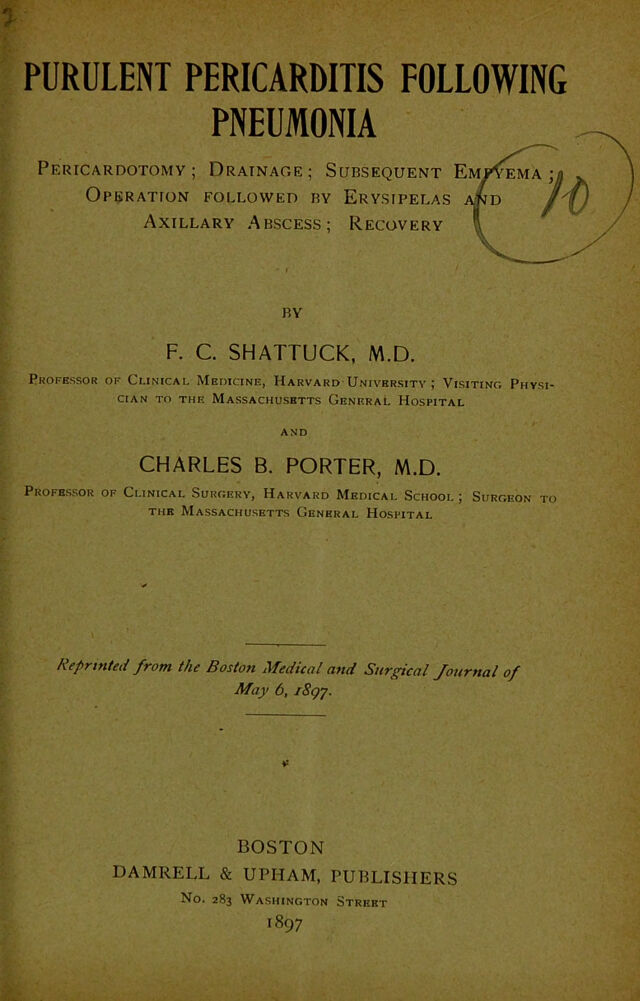 PURULENT PERICARDITIS FOLLOWING
PNEUMONIA
PERICARDOTOMY; DRAINAGE; SUBSEQUENT EMPYEMA;
OPERATION FOLLOWED BY ERYSIPELAS AND
AXILLARY ABSCESS; RECOVERY
10
BY
F. C. SHATTUCK, M.D.
PROFESSOR OF CLINICAL MEDICINE, HARVARD UNIVERSITY; VISITING PHYSI-
CIAN TO THE MASSACHUSETTS GENERAL HOSPITAL
AND
CHARLES B. PORTER, M.D.
PROFESSOR OF CLINICAL SURGERY, HARVARD MEDICAL SCHOOL; SURGEON TO
THE MASSACHUSETTS GENERAL HOSPITAL
Reprinted from the Boston Medical and Surgical Journal of
May 6, 1897.
BOSTON
DAMRELL & UPHAM, PUBLISHERS
No. 283 WASHINGTON STREET
1897